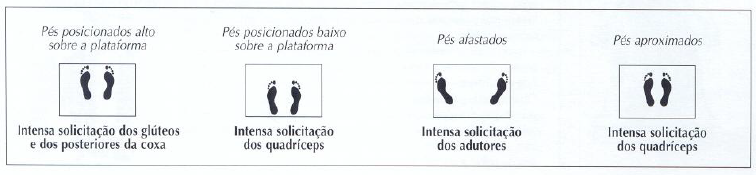 Pés posicionados alto
sobre a plataforma
Intensa solicitação dos glúteos
e dos posteriores da coxa
Pés posicionados baixo
sobre a plataforma
Intensa solicitação
dos quadríceps
Pés afastados
Intensa solicitação
dos adutores
Pés aproximados
Intensa solicitação
dos quadríceps